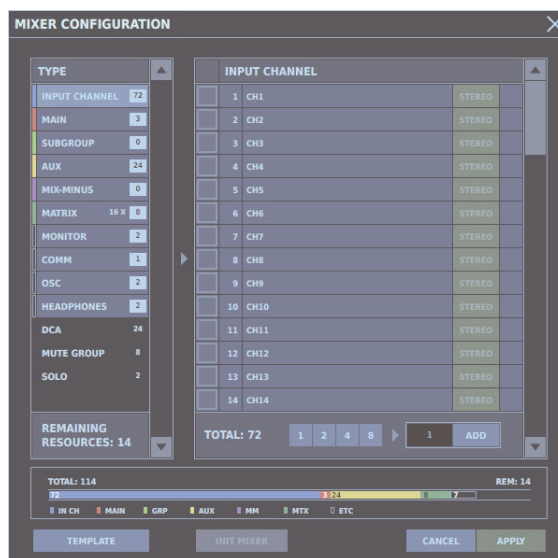 MIXER CONFIGURATION
TYPE
INPUT CHANNEL 72
MAIN 3
SUBGROUP 0
AUX 24
MIX-MINUS 0
MATRIX 16 X 8
MONITOR 2
COMM 1
OSC 2
HEADPHONES 2
DCA 24
MUTE GROUP 8
SOLO 2
REMAINING
RESOURCES: 14
INPUT CHANNEL
1 CH1 STEREO
2 CH2 STEREO
3 CH3 STEREO
4 CH4 STEREO
5 CH5 STEREO
6 CH6 STEREO
7 CH7 STEREO
8 CH8 STEREO
9 CH9 STEREO
10 CH10 STEREO
11 CH11 STEREO
12 CH12 STEREO
13 CH13 STEREO
14 CH14 STEREO
TOTAL: 72 1 2 4 8 1 ADD
TOTAL: 114 REM: 14
72 3 24 8 7
IN CH MAIN GRP AUX MM MTX ETC
TEMPLATE INIT MIXER CANCEL APPLY